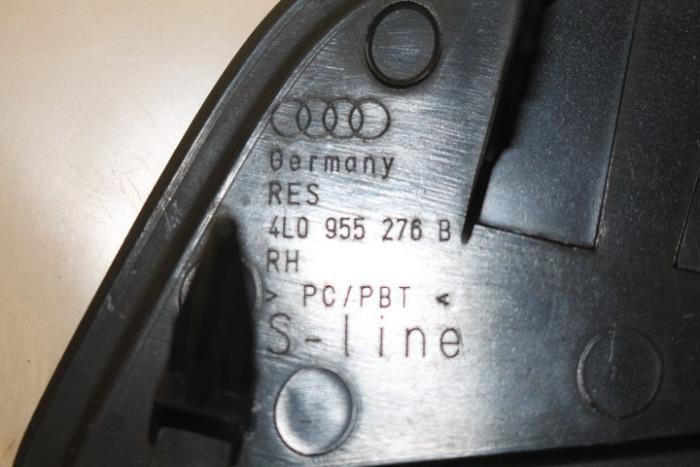 Germany
RES
4L0 955 276 B
RH
> PC/PBT <
S-line